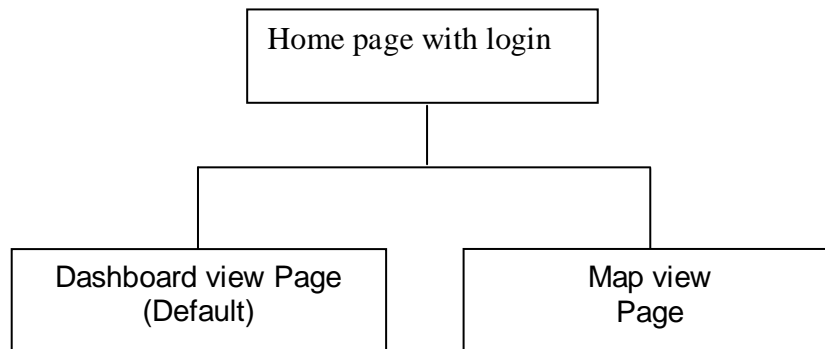 Home page with login
Dashboard view Page
(Default)
Map view
Page